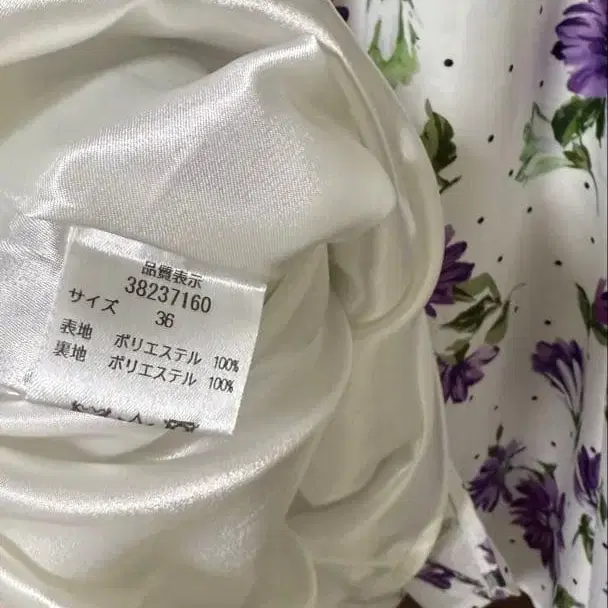 品質表示
38237160
サイズ 36
表地 ポリエステル 100%
裏地 ポリエステル 100%